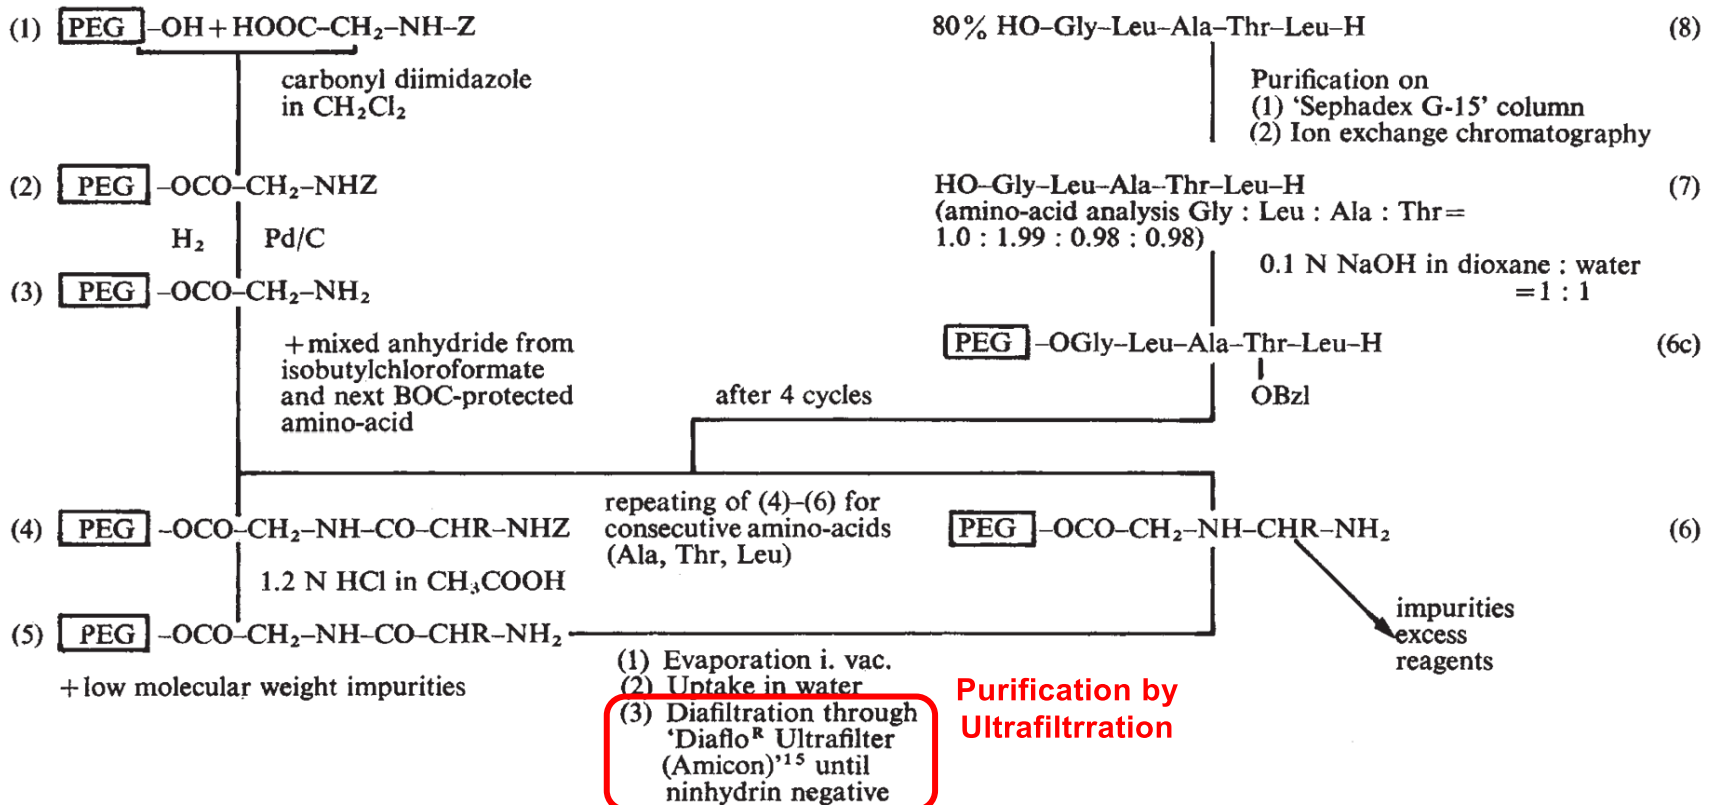 (1) PEG –OH+HOOC–CH₂–NH–Z
carbonyl diimidazole
in CH₂Cl₂
(2) PEG –OCO–CH₂–NHZ
H₂ Pd/C
(3) PEG –OCO–CH₂–NH₂
+mixed anhydride from
isobutylchloroformate
and next BOC-protected
amino-acid
(4) PEG –OCO–CH₂–NH–CO–CHR–NHZ
1.2 N HCl in CH₃COOH
(5) PEG –OCO–CH₂–NH–CO–CHR–NH₂
+low molecular weight impurities
after 4 cycles
repeating of (4)–(6) for
consecutive amino-acids
(Ala, Thr, Leu)
(1) Evaporation i. vac.
(2) Uptake in water
(3) Diafiltration through
‘Diafloᴿ Ultrafilter
(Amicon)’¹⁵ until
ninhydrin negative
Purification by
Ultrafiltrration
80% HO–Gly–Leu–Ala–Thr–Leu–H (8)
Purification on
(1) ‘Sephadex G-15’ column
(2) Ion exchange chromatography
HO–Gly–Leu–Ala–Thr–Leu–H (7)
(amino-acid analysis Gly : Leu : Ala : Thr=
1.0 : 1.99 : 0.98 : 0.98)
0.1 N NaOH in dioxane : water
=1 : 1
PEG –OGly–Leu–Ala–Thr–Leu–H (6c)
OBzl
PEG –OCO–CH₂–NH–CHR–NH₂ (6)
impurities
excess
reagents